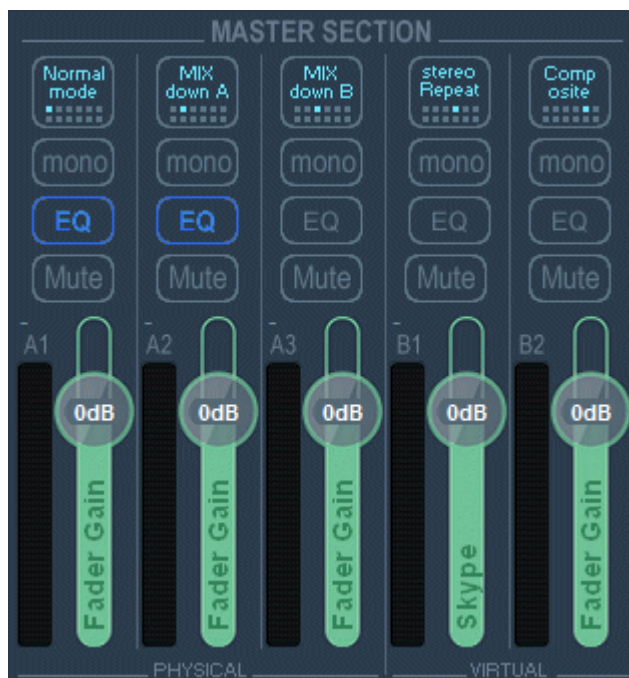 MASTER SECTION
Normal mode
MIX down A
MIX down B
stereo Repeat
Comp osite
mono mono mono mono mono
EQ EQ EQ EQ EQ
Mute Mute Mute Mute Mute
A1 A2 A3 B1 B2
0dB 0dB 0dB 0dB 0dB
Fader Gain Fader Gain Fader Gain Skype Fader Gain
PHYSICAL VIRTUAL